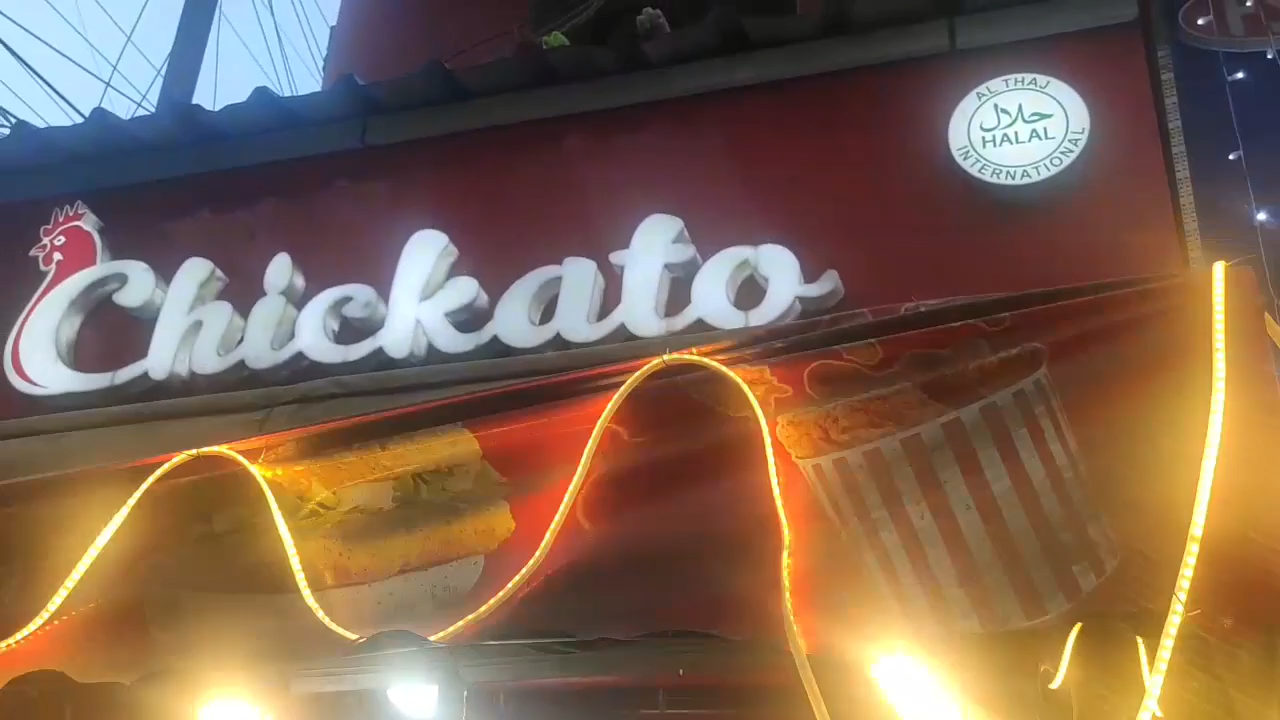 AL THAJ
حلال
HALAL
INTERNATIONAL
Chickato